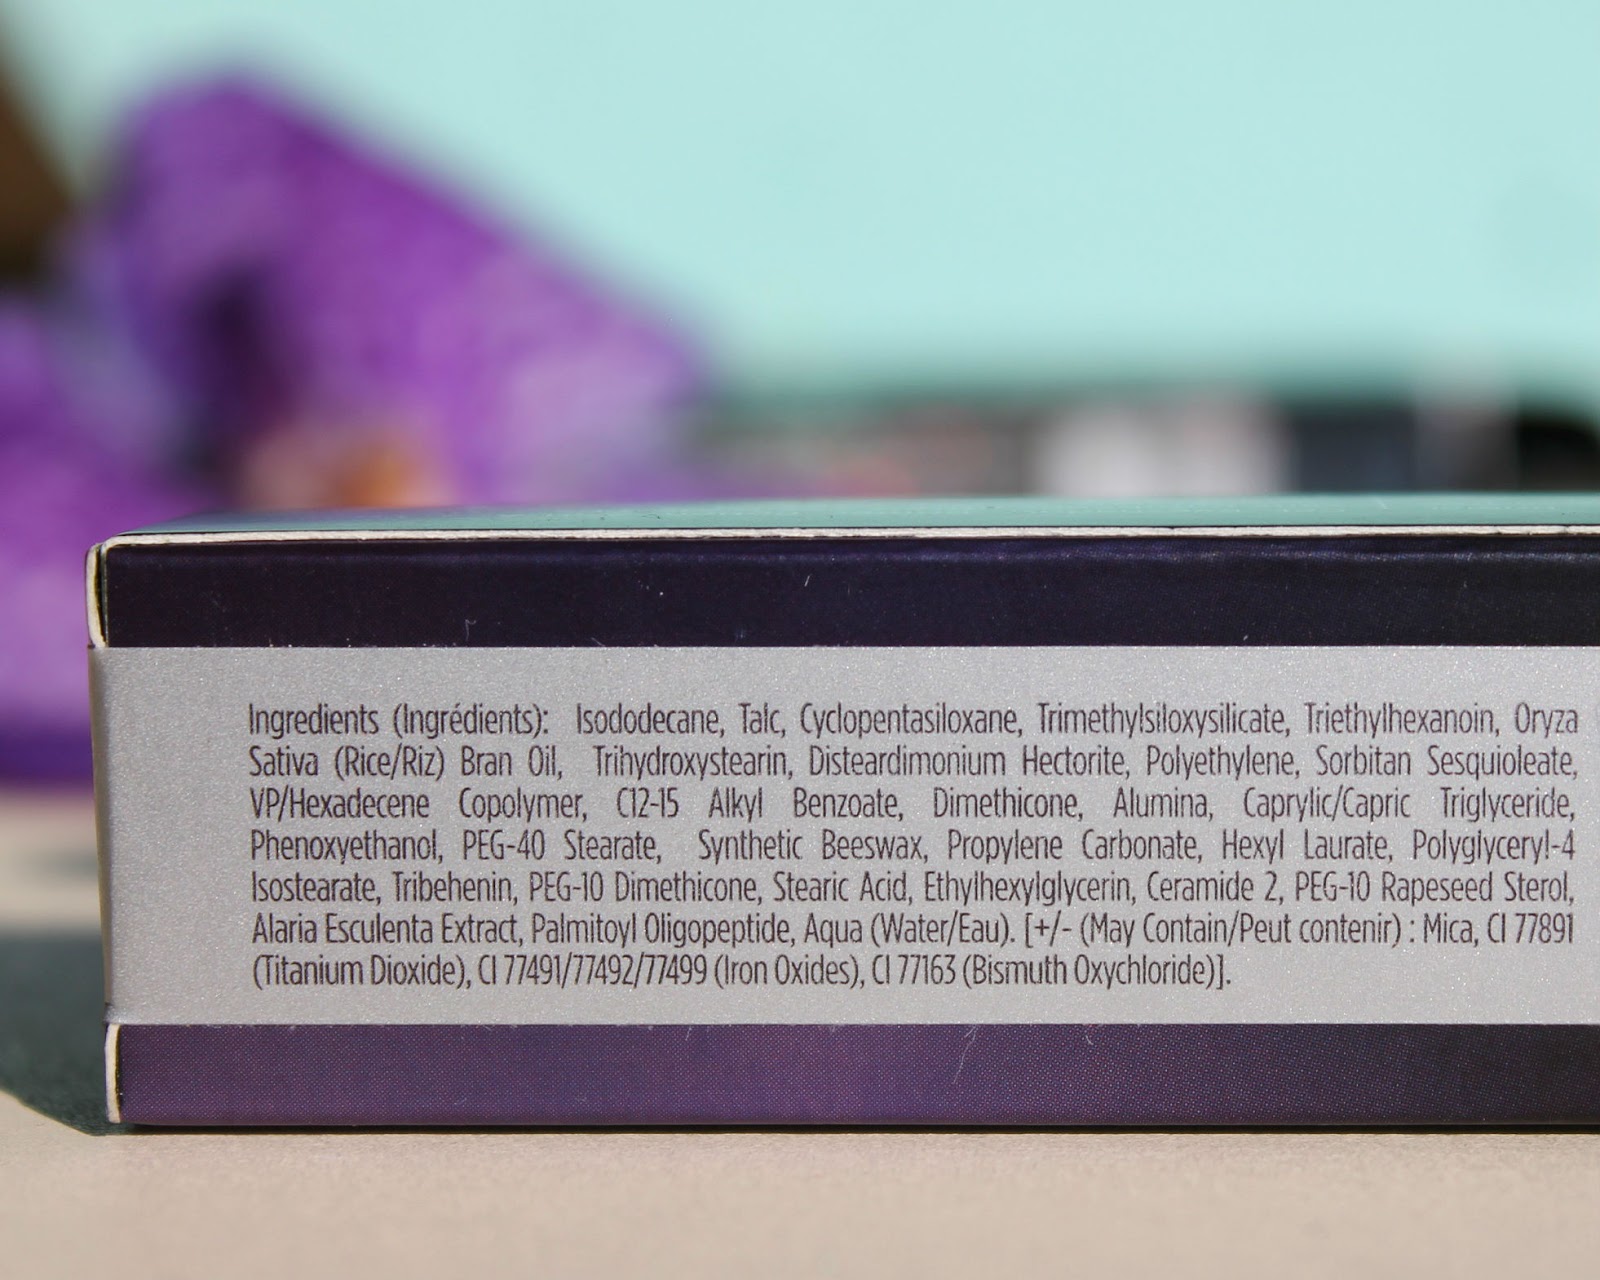 Ingredients (Ingrédients): Isododecane, Talc, Cyclopentasiloxane, Trimethylsiloxysilicate, Triethylhexanoin, Oryza
Sativa (Rice/Riz) Bran Oil, Trihydroxystearin, Disteardimonium Hectorite, Polyethylene, Sorbitan Sesquioleate,
VP/Hexadecene Copolymer, C12-15 Alkyl Benzoate, Dimethicone, Alumina, Caprylic/Capric Triglyceride,
Phenoxyethanol, PEG-40 Stearate, Synthetic Beeswax, Propylene Carbonate, Hexyl Laurate, Polyglyceryl-4
Isostearate, Tribehenin, PEG-10 Dimethicone, Stearic Acid, Ethylhexylglycerin, Ceramide 2, PEG-10 Rapeseed Sterol,
Alaria Esculenta Extract, Palmitoyl Oligopeptide, Aqua (Water/Eau). [+/- (May Contain/Peut contenir) : Mica, CI 77891
(Titanium Dioxide), CI 77491/77492/77499 (Iron Oxides), CI 77163 (Bismuth Oxychloride)].